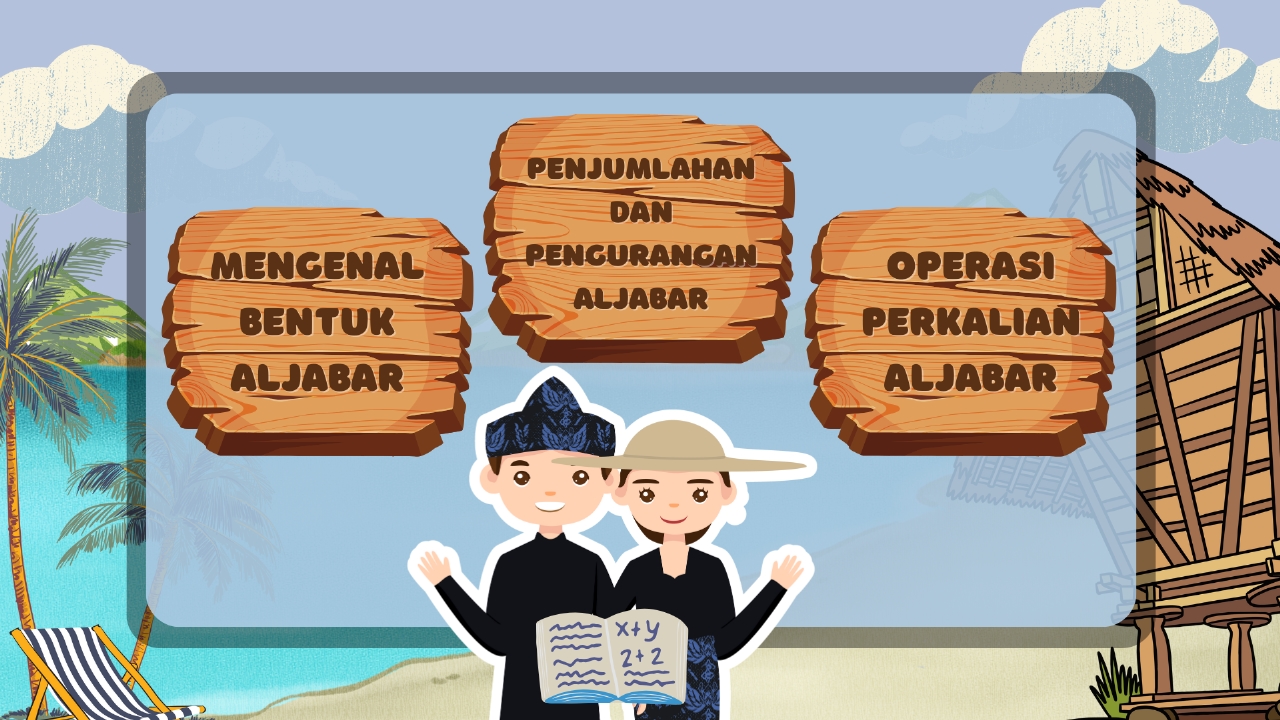 MENGENAL
BENTUK
ALJABAR
PENJUMLAHAN
DAN
PENGURANGAN
ALJABAR
OPERASI
PERKALIAN
ALJABAR
x+y
2+2